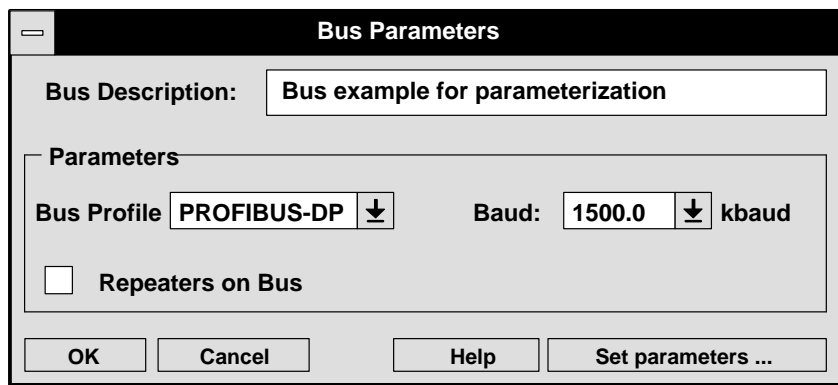 Bus Parameters
Bus Description: Bus example for parameterization
Parameters
Bus Profile PROFIBUS-DP Baud: 1500.0 kbaud
Repeaters on Bus
OK Cancel Help Set parameters ...